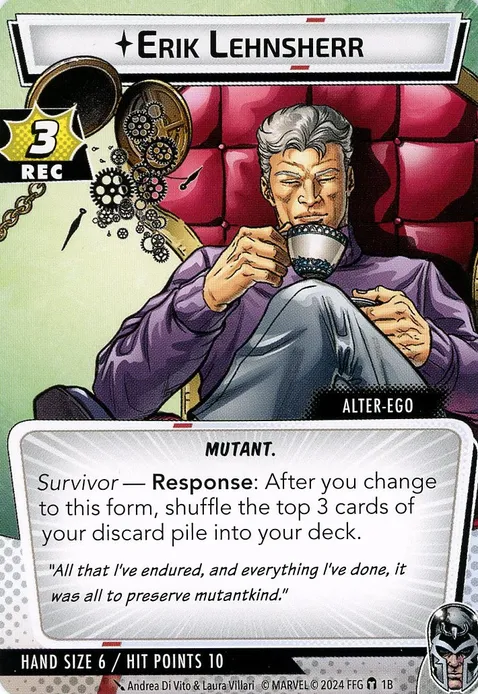 Erik Lehnsherr
3
REC
ALTER-EGO
MUTANT.
Survivor — Response: After you change
to this form, shuffle the top 3 cards of
your discard pile into your deck.
"All that I've endured, and everything I've done, it
was all to preserve mutantkind."
HAND SIZE 6 / HIT POINTS 10
Andrea Di Vito & Laura Villari © MARVEL © 2024 FFG 1B